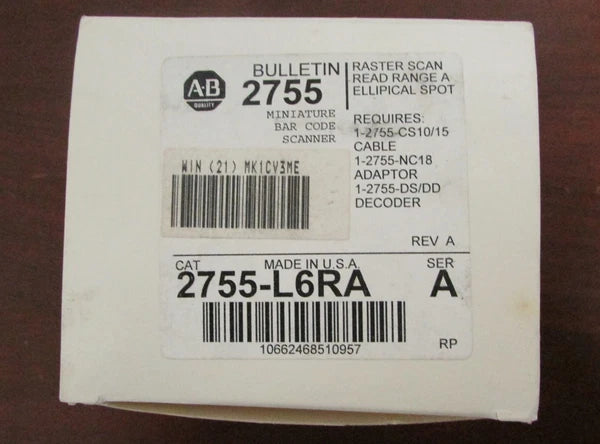 A-B
QUALITY
BULLETIN
2755
MINIATURE
BAR CODE
SCANNER
RASTER SCAN
READ RANGE A
ELLIPICAL SPOT
REQUIRES:
1-2755-CS10/15
CABLE
1-2755-NC18
ADAPTOR
1-2755-DS/DD
DECODER
WIN (21) MK1CV3ME
REV A
CAT
MADE IN U.S.A.
SER
2755-L6RA
A
10662468510957
RP